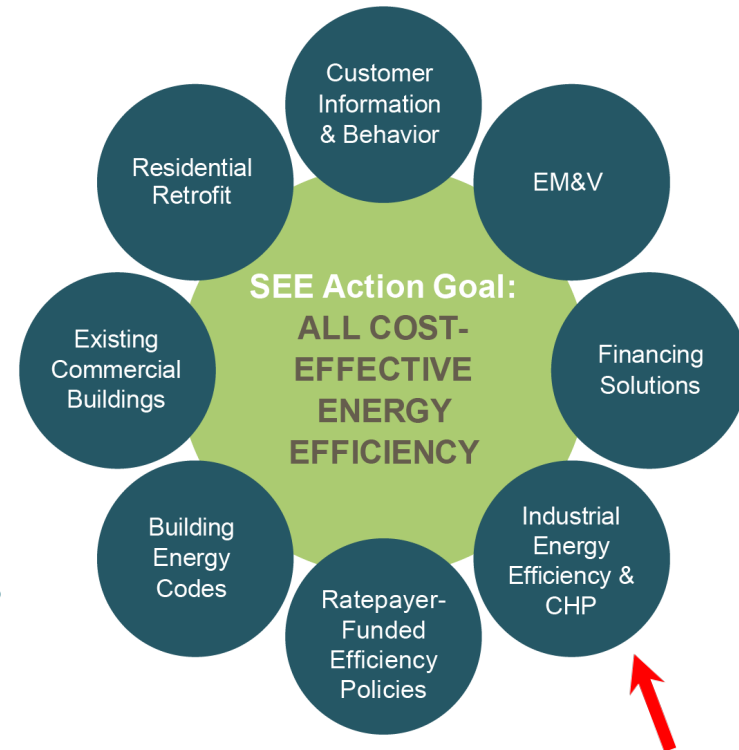 Customer
Information
& Behavior
EM&V
Financing
Solutions
Industrial
Energy
Efficiency &
CHP
Ratepayer-
Funded
Efficiency
Policies
Building
Energy
Codes
Existing
Commercial
Buildings
Residential
Retrofit
SEE Action Goal:
ALL COST-
EFFECTIVE
ENERGY
EFFICIENCY